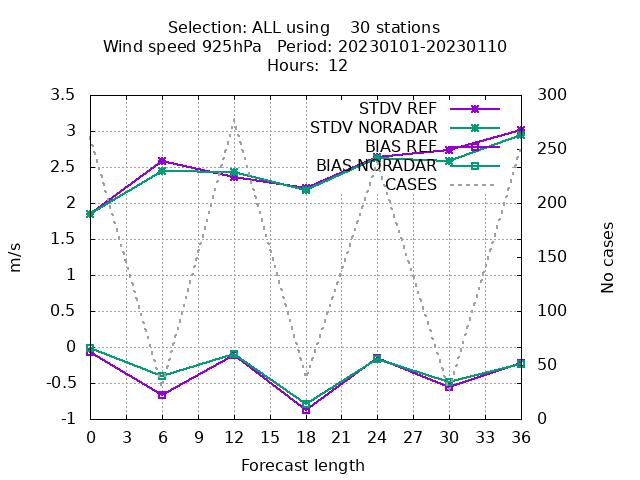 Selection: ALL using    30 stations
Wind speed 925hPa   Period: 20230101-20230110
Hours: 12
3.5
3
2.5
2
1.5
1
0.5
0
-0.5
-1
m/s
300
250
200
150
100
50
0
No cases
STDV REF
STDV NORADAR
BIAS REF
BIAS NORADAR
CASES
0 3 6 9 12 15 18 21 24 27 30 33 36
Forecast length